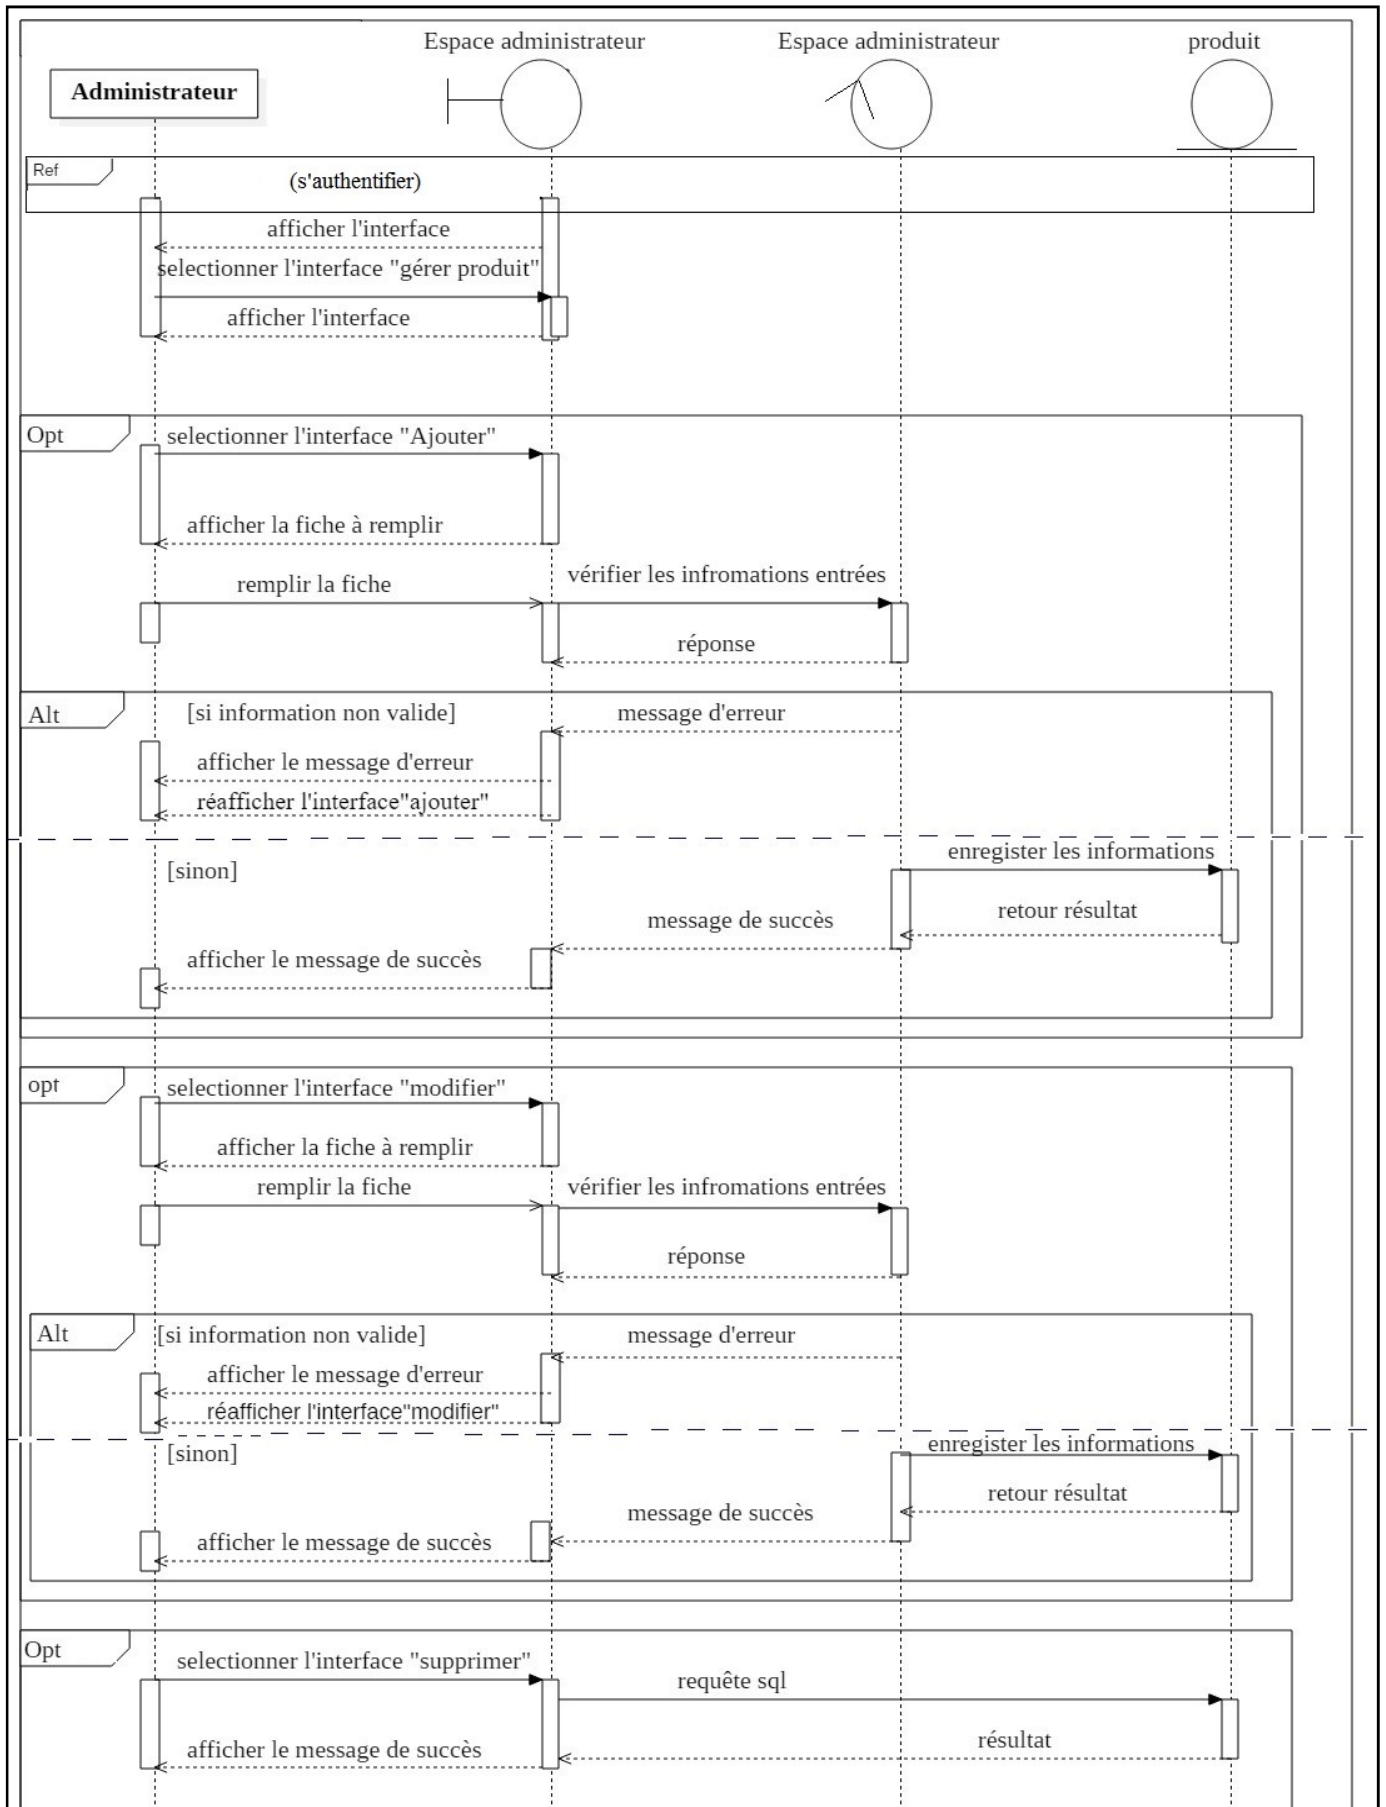 Espace administrateur
Espace administrateur
produit
Administrateur
Ref
(s'authentifier)
afficher l'interface
selectionner l'interface "gérer produit"
afficher l'interface
Opt
selectionner l'interface "Ajouter"
afficher la fiche à remplir
remplir la fiche
vérifier les infromations entrées
réponse
Alt
[si information non valide]
message d'erreur
afficher le message d'erreur
réafficher l'interface"ajouter"
[sinon]
enregister les informations
retour résultat
message de succès
afficher le message de succès
opt
selectionner l'interface "modifier"
afficher la fiche à remplir
remplir la fiche
vérifier les infromations entrées
réponse
Alt
[si information non valide]
message d'erreur
afficher le message d'erreur
réafficher l'interface"modifier"
[sinon]
enregister les informations
retour résultat
message de succès
afficher le message de succès
Opt
selectionner l'interface "supprimer"
requête sql
résultat
afficher le message de succès